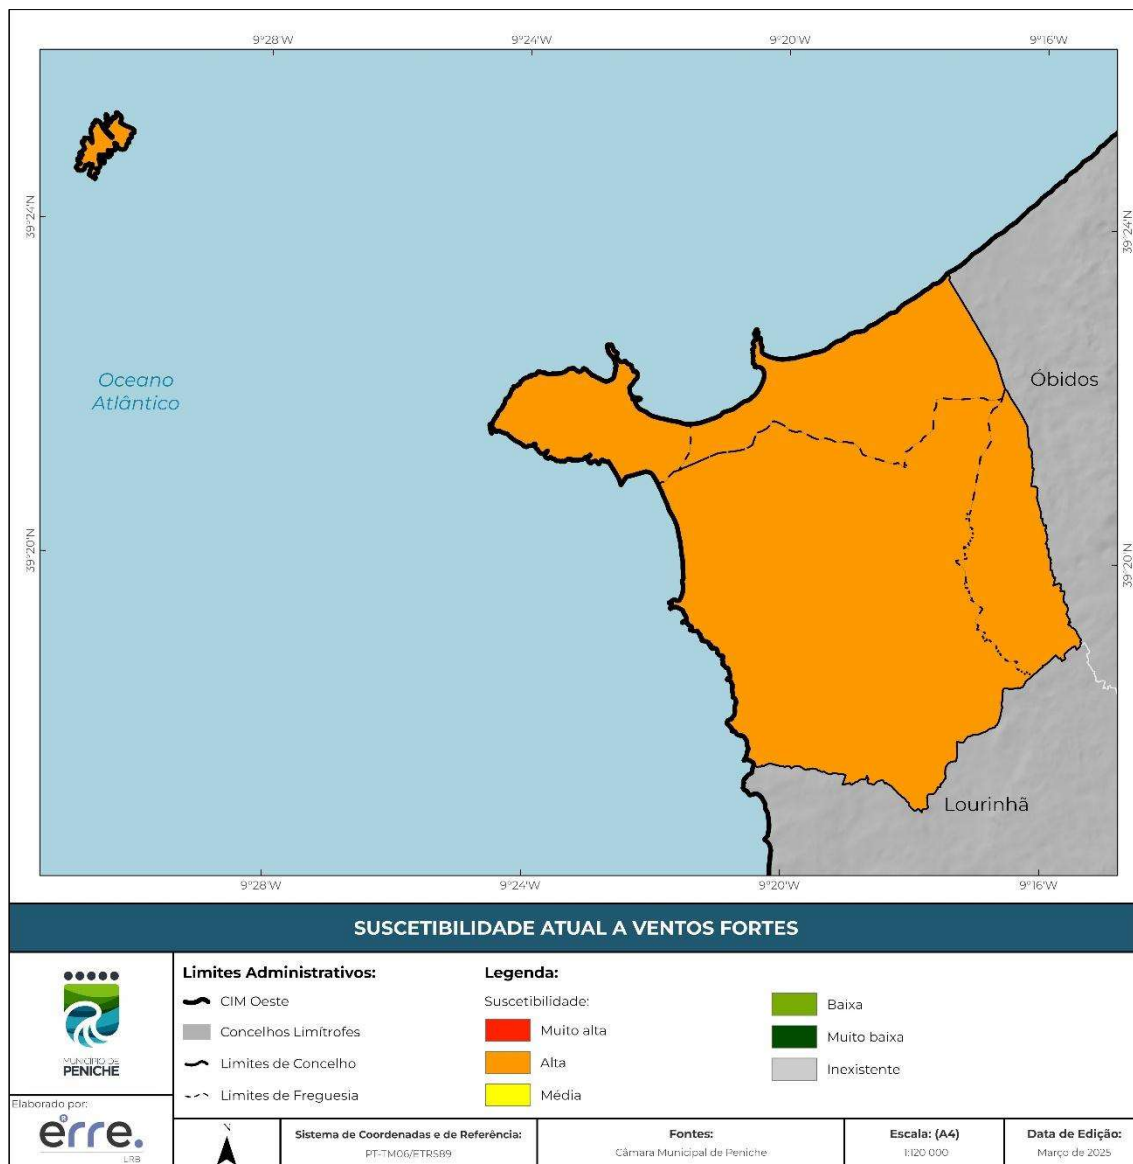 9°28'W
9°24'W
9°20'W
9°16'W
39°24'N
39°24'N
Óbidos
Oceano
Atlântico
39°20'N
39°20'N
Lourinhã
9°28'W
9°24'W
9°20'W
9°16'W
SUSCETIBILIDADE ATUAL A VENTOS FORTES
MUNICÍPIO DE
PENICHE
Limites Administrativos:
CIM Oeste
Concelhos Limítrofes
Limites de Concelho
Limites de Freguesia
Legenda:
Suscetibilidade:
Muito alta
Alta
Média
Baixa
Muito baixa
Inexistente
Elaborado por:
erre.
LRB
N
Sistema de Coordenadas e de Referência:
PT-TM06/ETRS89
Fontes:
Câmara Municipal de Peniche
Escala: (A4)
1:120 000
Data de Edição:
Março de 2025